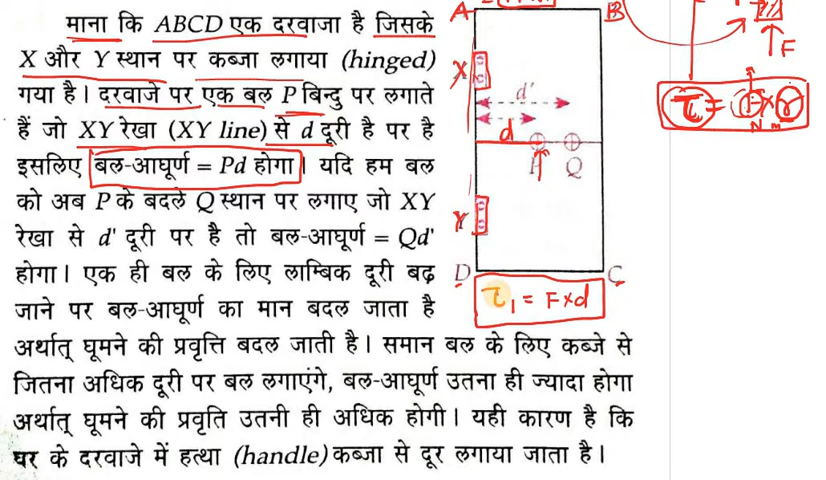 माना कि ABCD एक दरवाजा है जिसके
X और Y स्थान पर कब्जा लगाया (hinged)
गया है। दरवाजे पर एक बल P बिन्दु पर लगाते
हैं जो XY रेखा (XY line) से d दूरी है पर है
इसलिए बल-आघूर्ण = Pd होगा। यदि हम बल
को अब P के बदले Q स्थान पर लगाए जो XY
रेखा से d' दूरी पर है तो बल-आघूर्ण = Qd'
होगा। एक ही बल के लिए लाम्बिक दूरी बढ़
जाने पर बल-आघूर्ण का मान बदल जाता है
अर्थात् घूमने की प्रवृत्ति बदल जाती है। समान बल के लिए कब्जे से
जितना अधिक दूरी पर बल लगाएंगे, बल-आघूर्ण उतना ही ज्यादा होगा
अर्थात् घूमने की प्रवृति उतनी ही अधिक होगी। यही कारण है कि
घर के दरवाजे में हत्था (handle) कब्जा से दूर लगाया जाता है।
A B
X
d'
d
P Q
Y
D C
τ₁ = F×d
F
τ = F × r
N m